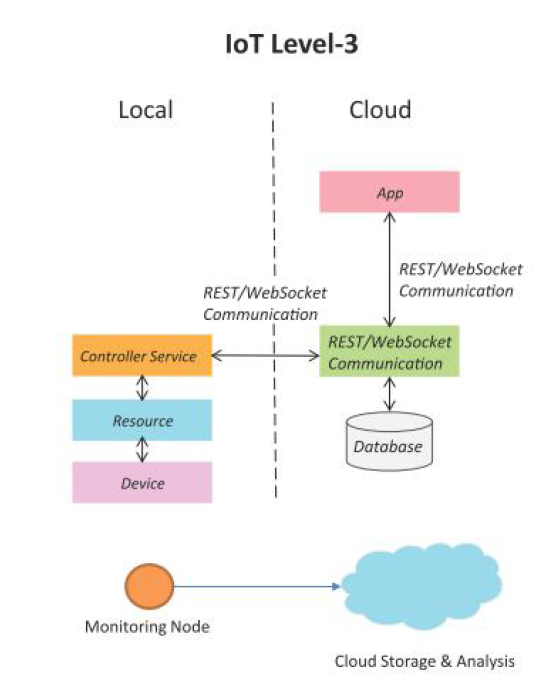 IoT Level-3
Local
Cloud
App
REST/WebSocket
Communication
REST/WebSocket
Communication
Controller Service
REST/WebSocket
Communication
Resource
Database
Device
Monitoring Node
Cloud Storage & Analysis